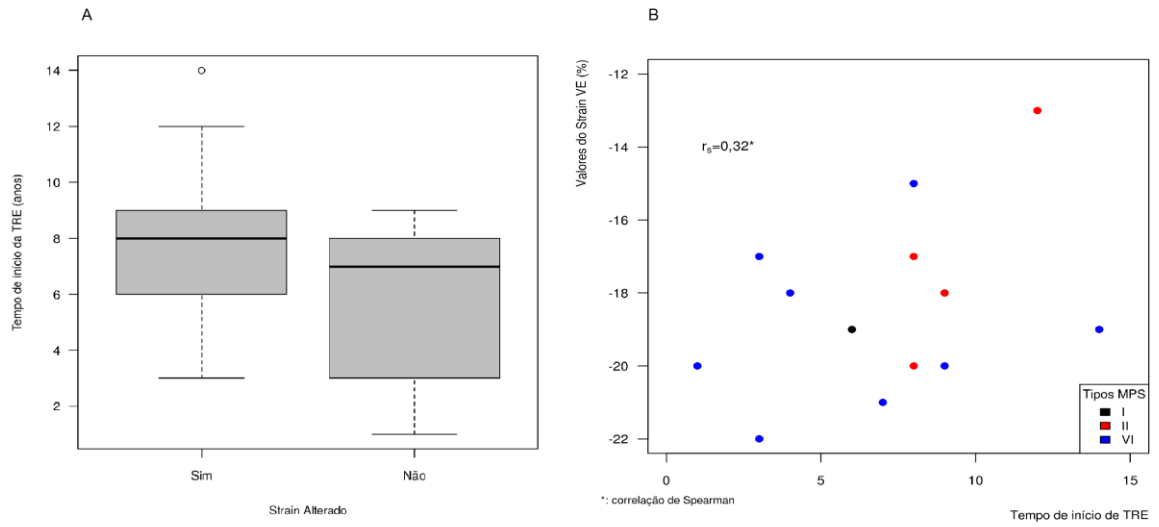 A
Tempo de início da TRE (anos)
14
12
10
8
6
4
2
Sim
Não
Strain Alterado
B
Valores do Strain VE (%)
-12
-14
-16
-18
-20
-22
rs=0,32*
Tipos MPS
I
II
VI
0
5
10
15
*: correlação de Spearman
Tempo de início de TRE